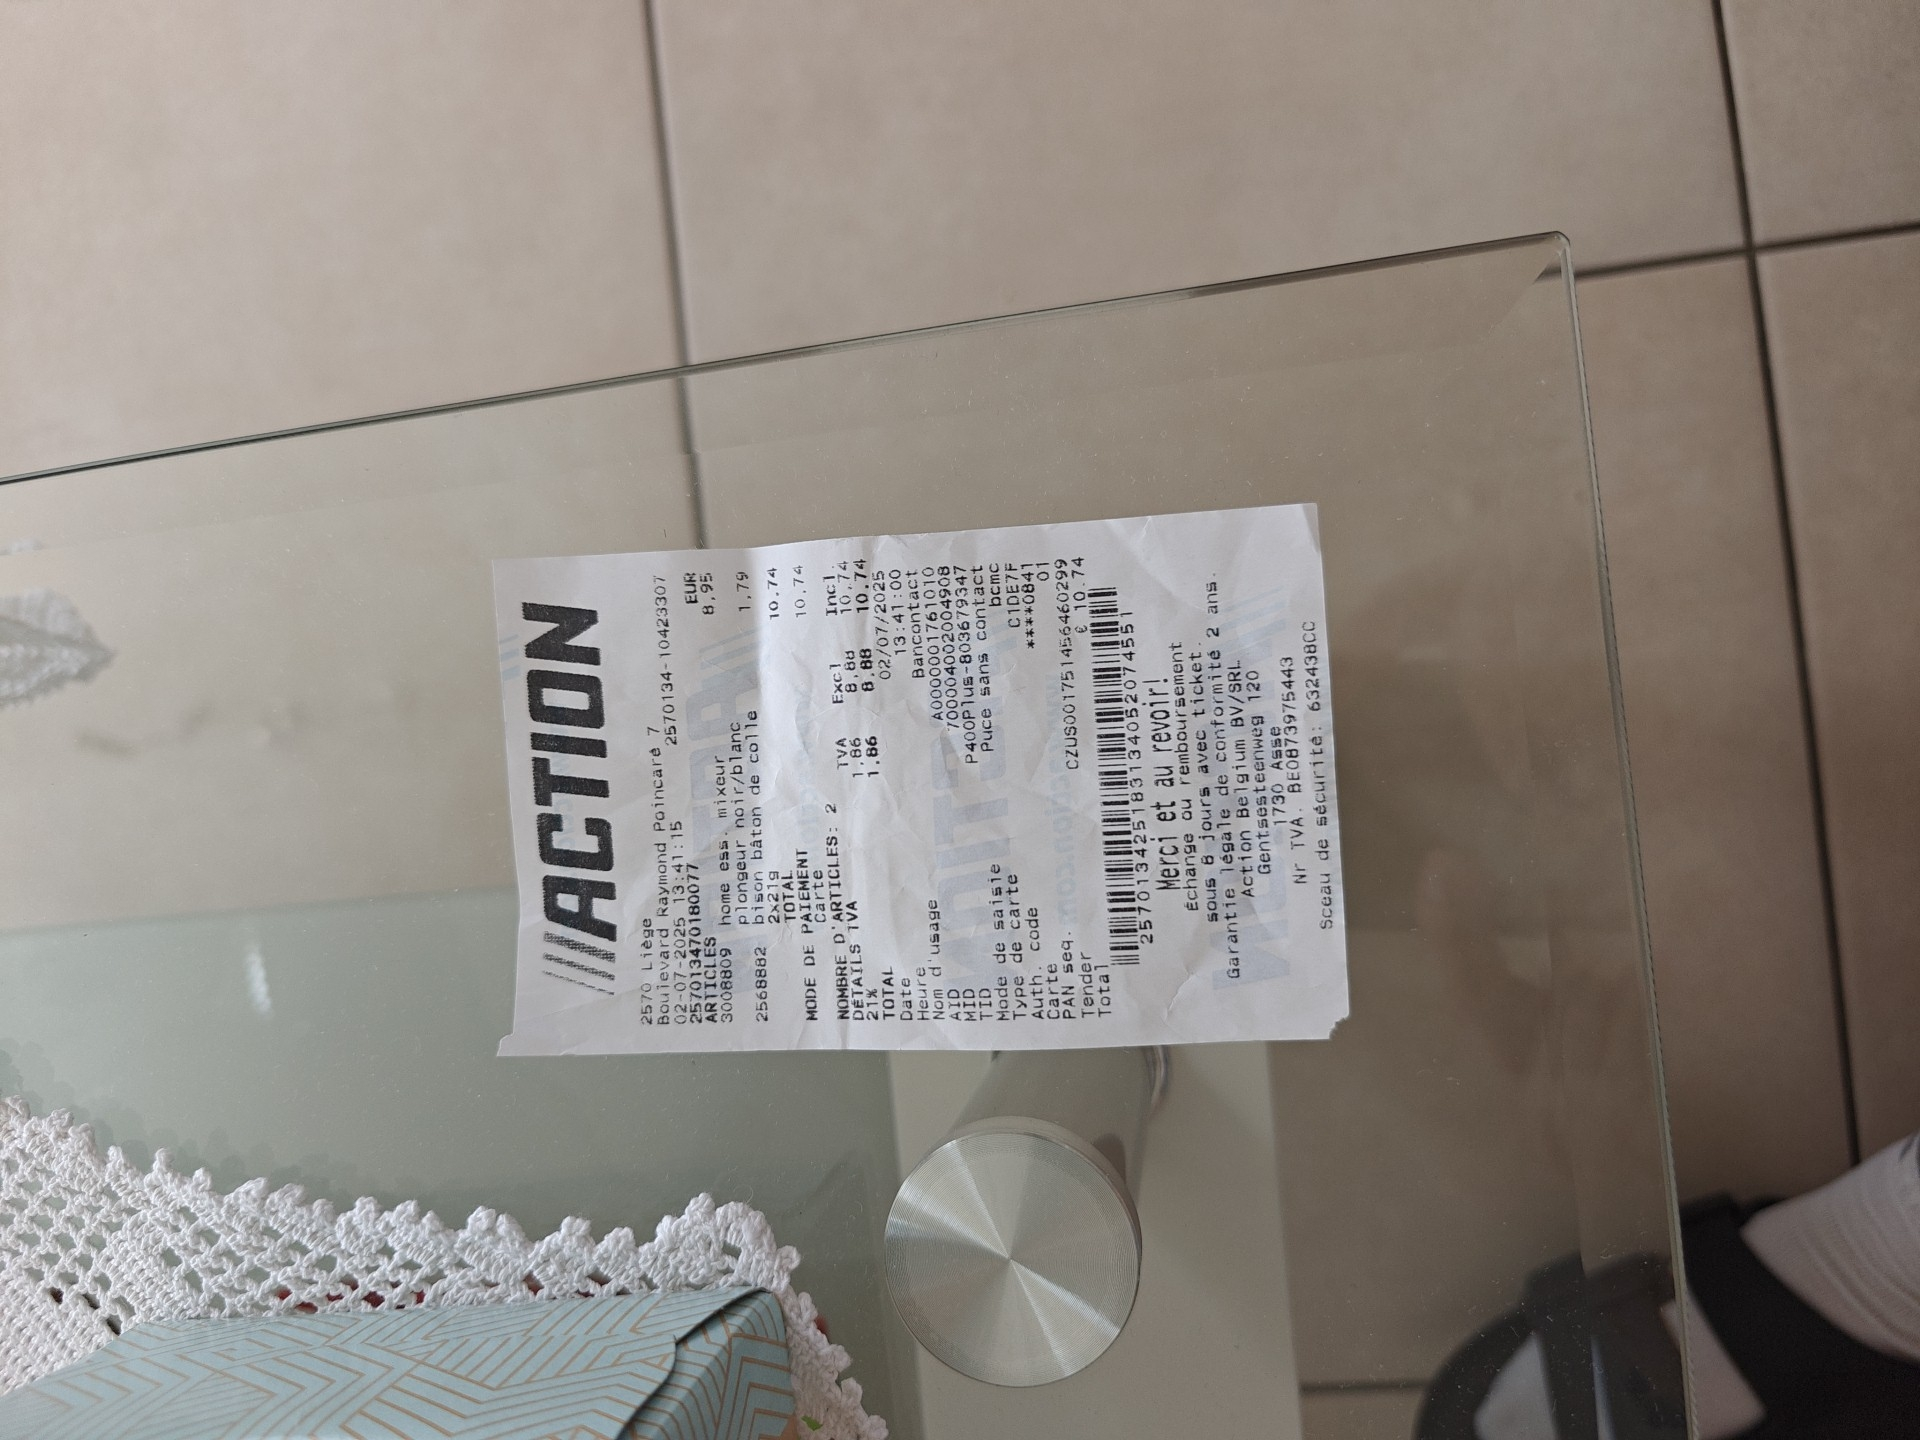 ///ACTION
2570 Liège
Boulevard Raymond Poincaré 7
02-07-2025 13:41:15 2570134-10423307
257013470180077
ARTICLES EUR
3008809 home ess. mixeur 8,95
plongeur noir/blanc
2568882 bison bâton de colle 1,79
2x21g
TOTAL 10,74
MODE DE PAIEMENT
Carte 10,74
NOMBRE D'ARTICLES: 2
DÉTAILS TVA TVA Excl Incl.
21% 1,86 8,88 10,74
TOTAL 1,86 8,88 10,74
Date 02/07/2025
Heure 13:41:00
Nom d'usage Bancontact
AID A0000001761010
MID 700004002004908
TID P400Plus-803679347
Mode de saisie Puce sans contact
Type de carte bcmc
Auth. code C1DE7F
Carte ****0841
PAN seq. 01
Tender CZUS001751456460299
Total € 10.74
257013425183134052074551
Merci et au revoir!
Échange ou remboursement
sous 8 jours avec ticket.
Garantie légale de conformité 2 ans.
Action Belgium BV/SRL
Gentsesteenweg 120
1730 Asse
Nr TVA. BE0873975443
Sceau de sécurité: 632438CC